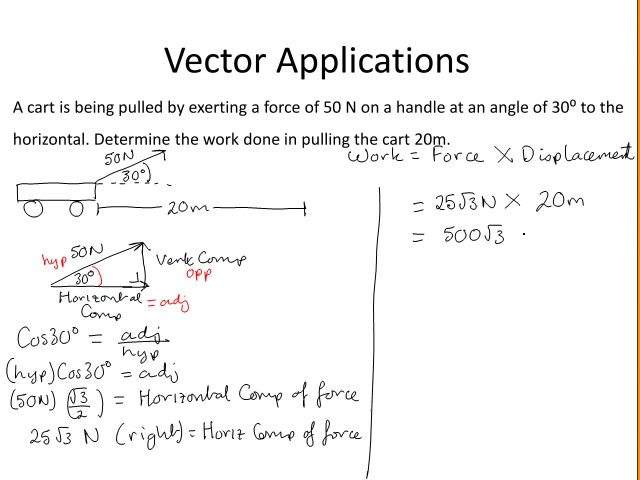 Vector Applications
A cart is being pulled by exerting a force of 50 N on a handle at an angle of 30⁰ to the
horizontal. Determine the work done in pulling the cart 20m.
Work = Force × Displacement
50N
30°
20m
= 25√3 N × 20m
= 500√3 .
hyp 50N
Vert Comp
opp
30°
Horizontal = adj
Comp
Cos30° = adj/hyp
(hyp)Cos30° = adj
(50N) (√3/2) = Horizontal Comp of force
25√3 N (right) = Horiz Comp of force